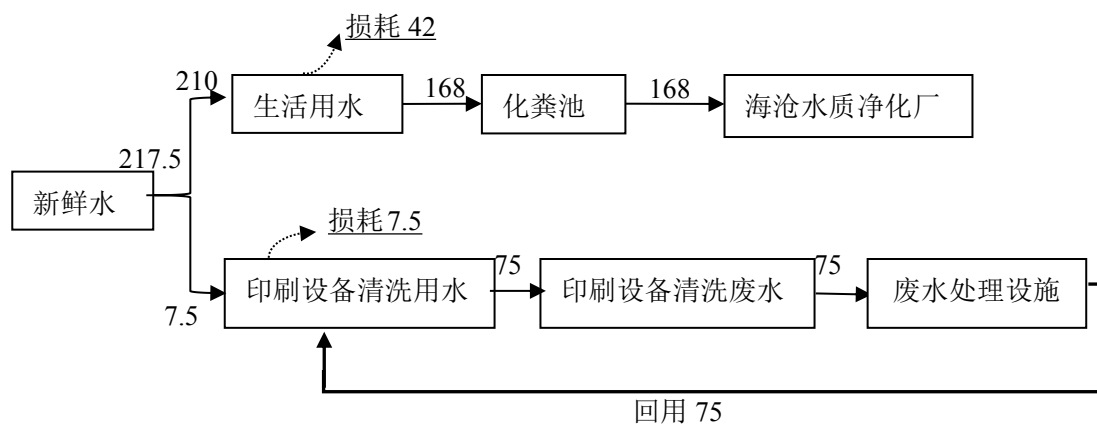 损耗 42
210
生活用水
168
化粪池
168
海沧水质净化厂
217.5
新鲜水
损耗 7.5
7.5
印刷设备清洗用水
75
印刷设备清洗废水
75
废水处理设施
回用 75